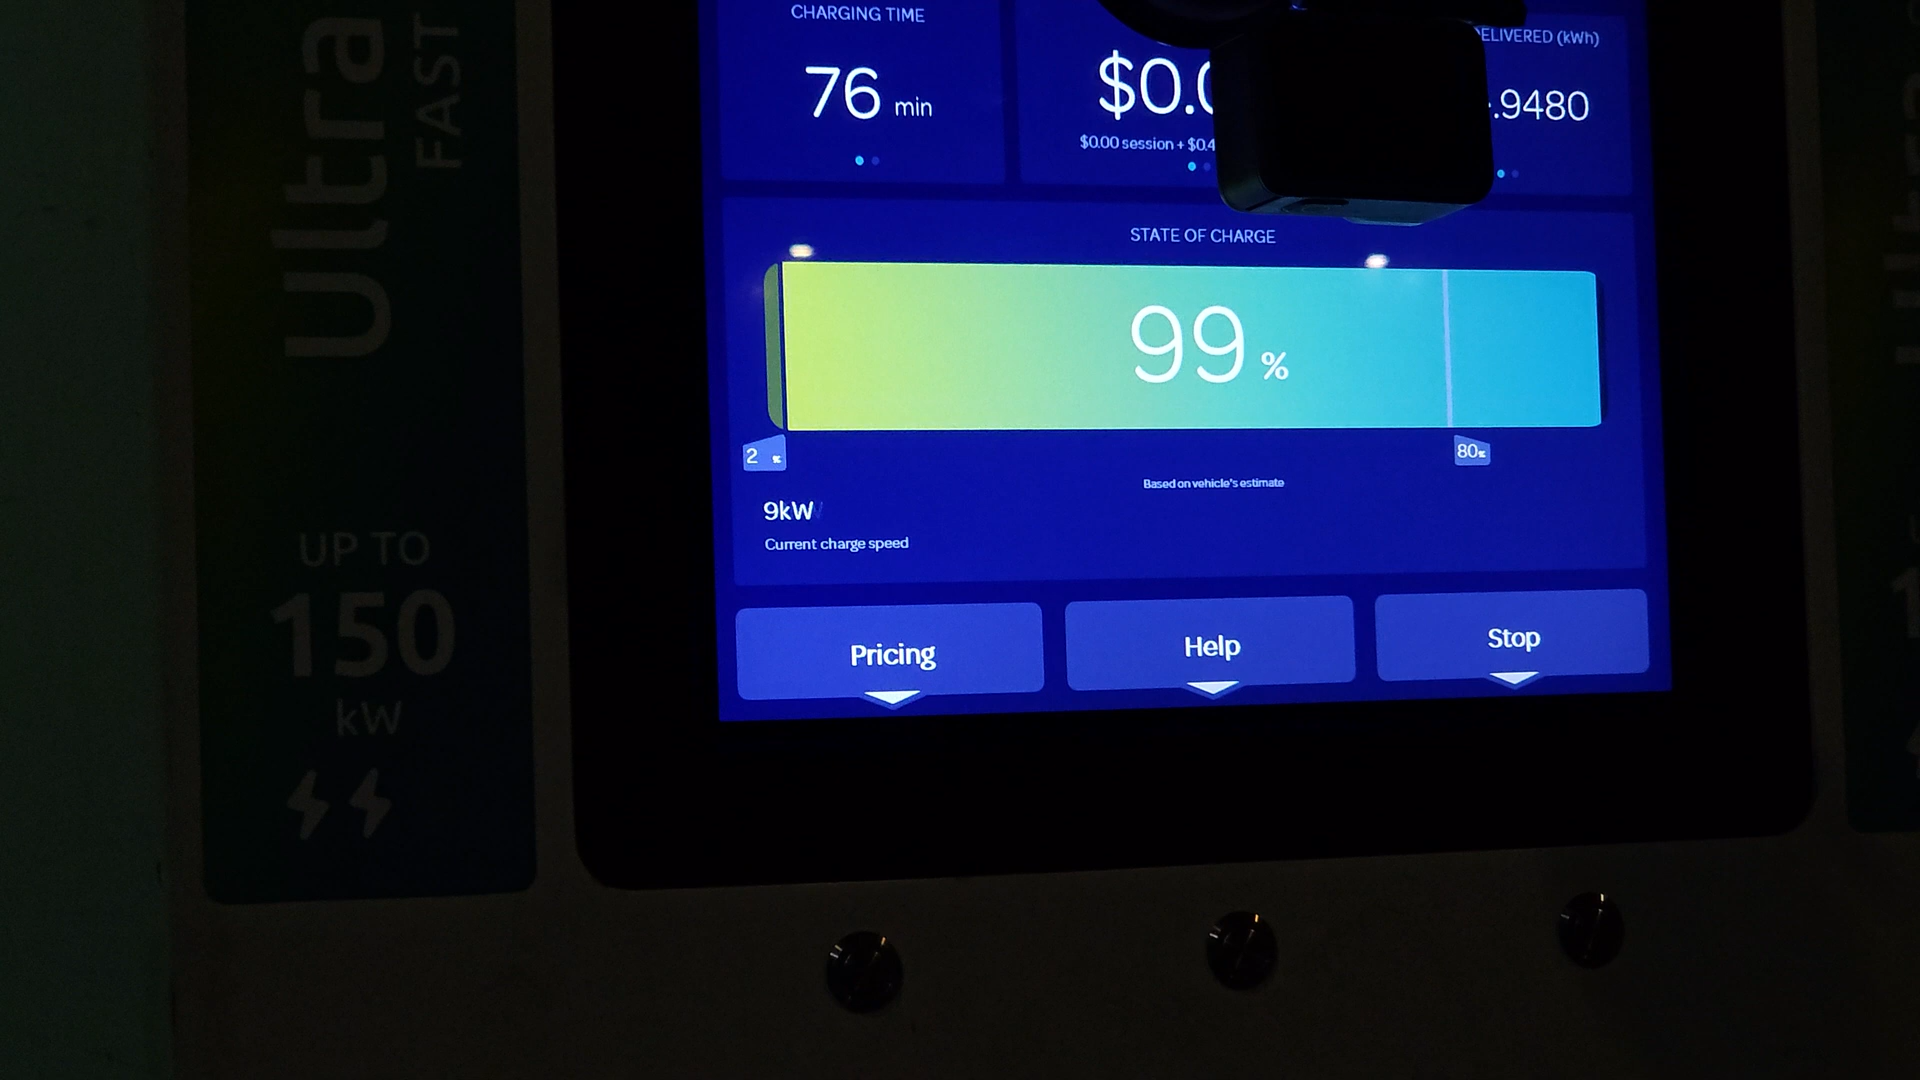 Ultra
FAST
UP TO
150
kW
CHARGING TIME
76 min
$0.0
$0.00 session + $0.4
ELIVERED (kWh)
.9480
STATE OF CHARGE
99 %
2 %
80%
Based on vehicle's estimate
9kW
Current charge speed
Pricing
Help
Stop